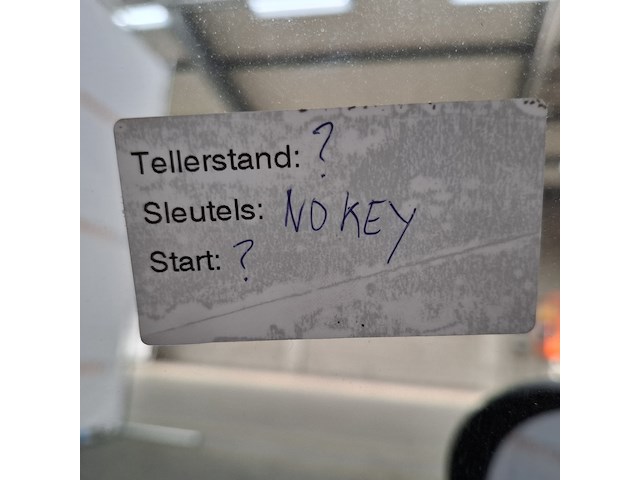 Tellerstand: ?
Sleutels: NO KEY
Start: ?